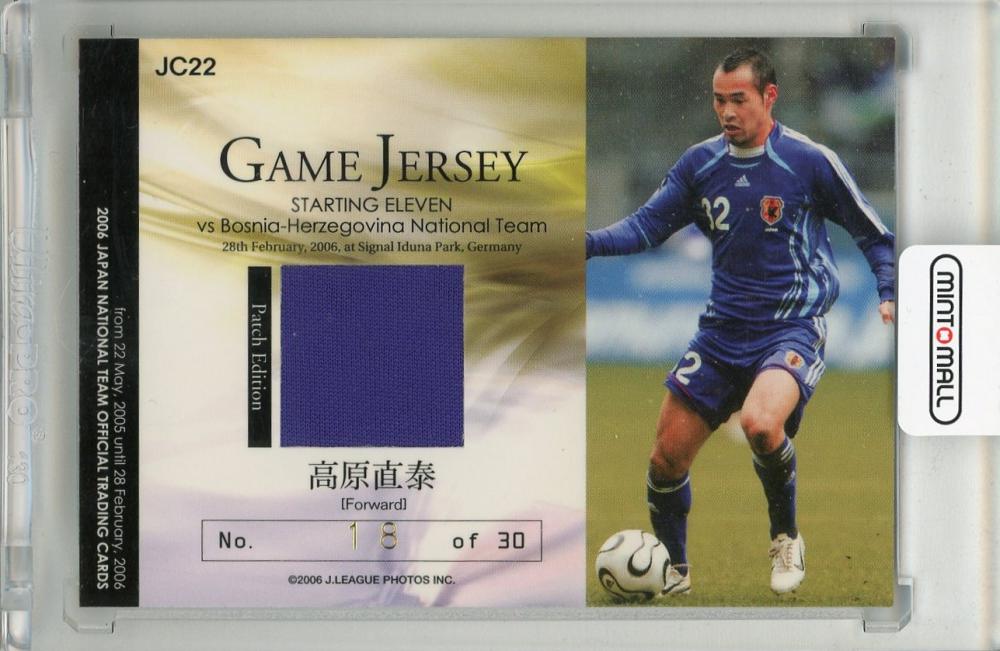 JC22
GAME JERSEY
STARTING ELEVEN
vs Bosnia-Herzegovina National Team
28th February, 2006, at Signal Iduna Park, Germany
Patch Edition
高原直泰
[Forward]
No. 18 of 30
©2006 J.LEAGUE PHOTOS INC.
from 22 May, 2005 until 28 February, 2006
2006 JAPAN NATIONAL TEAM OFFICIAL TRADING CARDS
32
2
MINT MALL